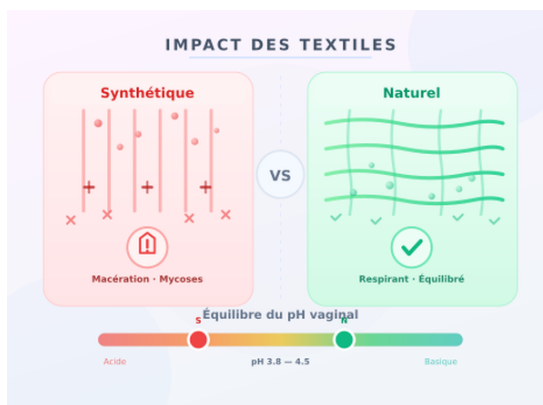 IMPACT DES TEXTILES
Synthétique
Naturel
VS
Macération · Mycoses
Respirant · Équilibré
Équilibre du pH vaginal
S
N
Acide
pH 3.8 — 4.5
Basique